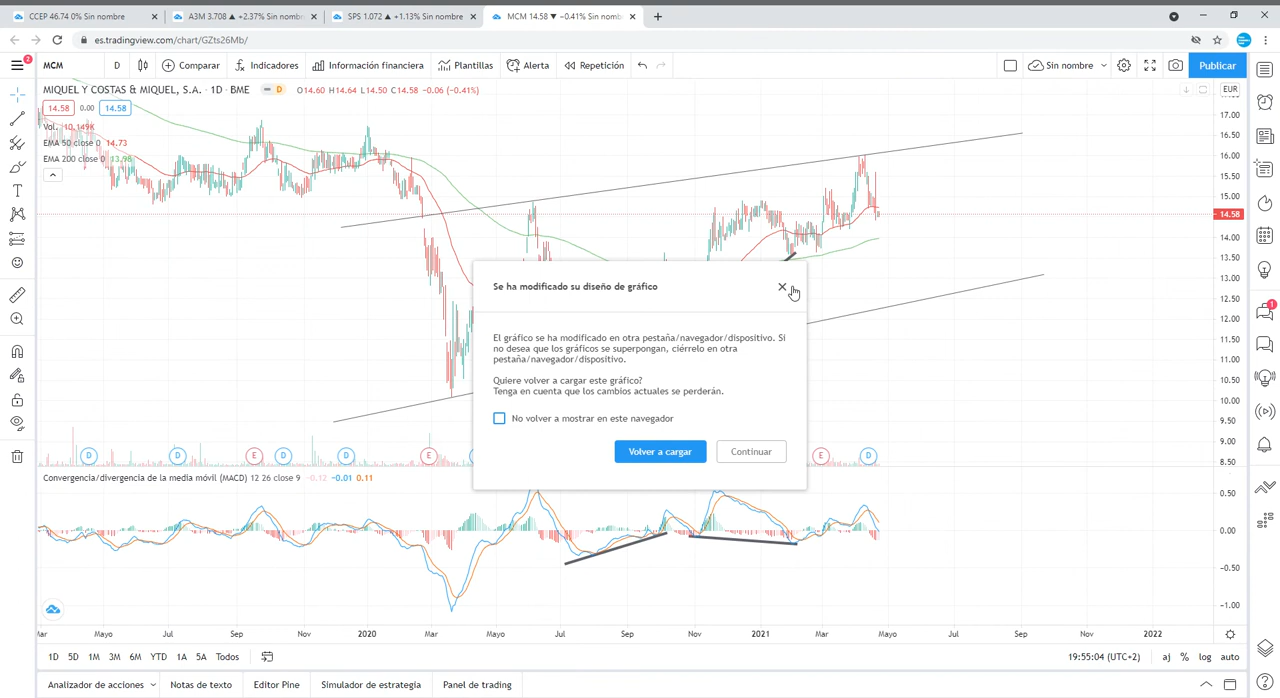 CCEP 46.74 0% Sin nombre
A3M 3.708 ▲ +2.37% Sin nombr
SPS 1.072 ▲ +1.13% Sin nombre
MCM 14.58 ▼ −0.41% Sin nomb
es.tradingview.com/chart/GZts26Mb/
2
MCM
D
Comparar
Indicadores
Información financiera
Plantillas
Alerta
Repetición
Sin nombre
Publicar
MIQUEL Y COSTAS & MIQUEL, S.A. · 1D · BME
D
O14.60 H14.64 L14.50 C14.58 −0.06 (−0.41%)
EUR
14.58 0.00 14.58
Vol. 10.149K
EMA 50 close 0 14.73
EMA 200 close 0 13.98
17.00
16.50
16.00
15.50
15.00
14.58
14.00
13.50
13.00
12.50
12.00
11.50
11.00
10.50
10.00
9.50
9.00
8.50
1
Se ha modificado su diseño de gráfico
El gráfico se ha modificado en otra pestaña/navegador/dispositivo. Si
no desea que los gráficos se superpongan, ciérrelo en otra
pestaña/navegador/dispositivo.
Quiere volver a cargar este gráfico?
Tenga en cuenta que los cambios actuales se perderán.
No volver a mostrar en este navegador
Volver a cargar
Continuar
D D E D D E E D
Convergencia/divergencia de la media móvil (MACD) 12 26 close 9 −0.12 −0.01 0.11
0.50
0.00
−0.50
−1.00
Mar Mayo Jul Sep Nov 2020 Mar Mayo Jul Sep Nov 2021 Mar Mayo Jul Sep Nov 2022
1D 5D 1M 3M 6M YTD 1A 5A Todos
19:55:04 (UTC+2)
aj % log auto
Analizador de acciones
Notas de texto
Editor Pine
Simulador de estrategia
Panel de trading